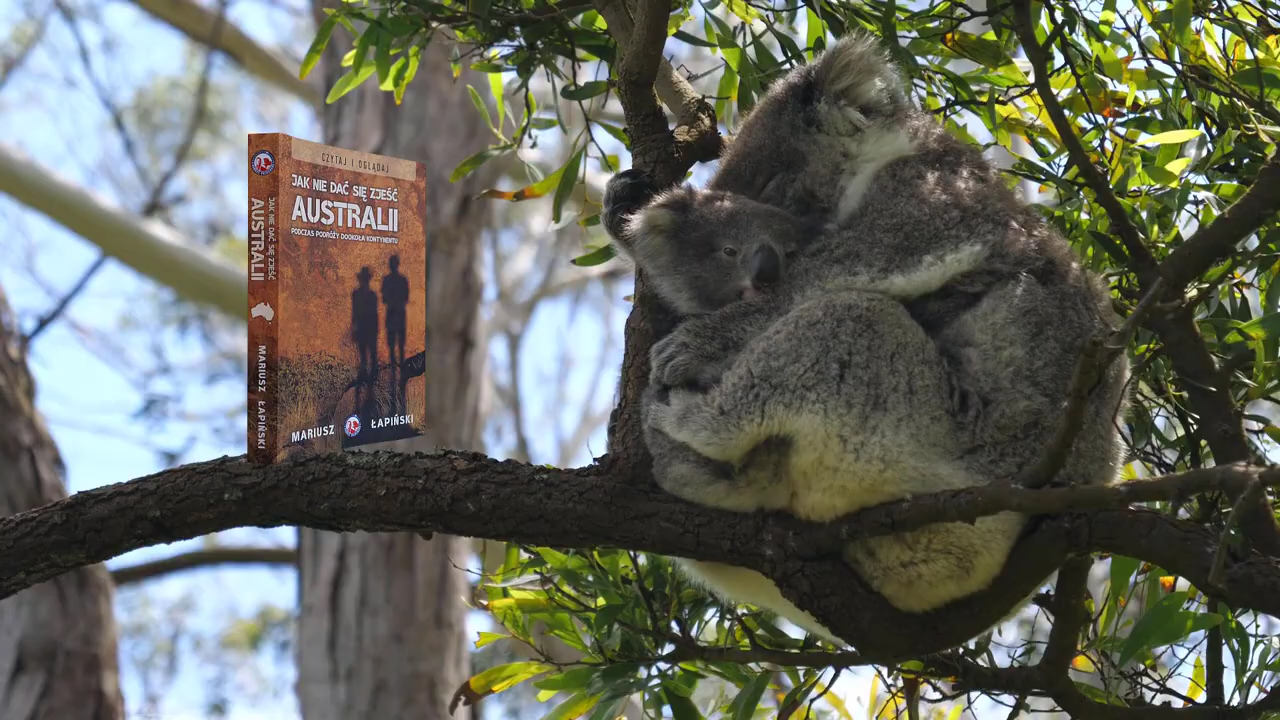 CZYTAJ I OGLĄDAJ
JAK NIE DAĆ SIĘ ZJEŚĆ
AUSTRALII
PODCZAS PODRÓŻY DOOKOŁA KONTYNENTU
MARIUSZ ŁAPIŃSKI
JAK NIE DAĆ SIĘ ZJEŚĆ
AUSTRALII
MARIUSZ ŁAPIŃSKI